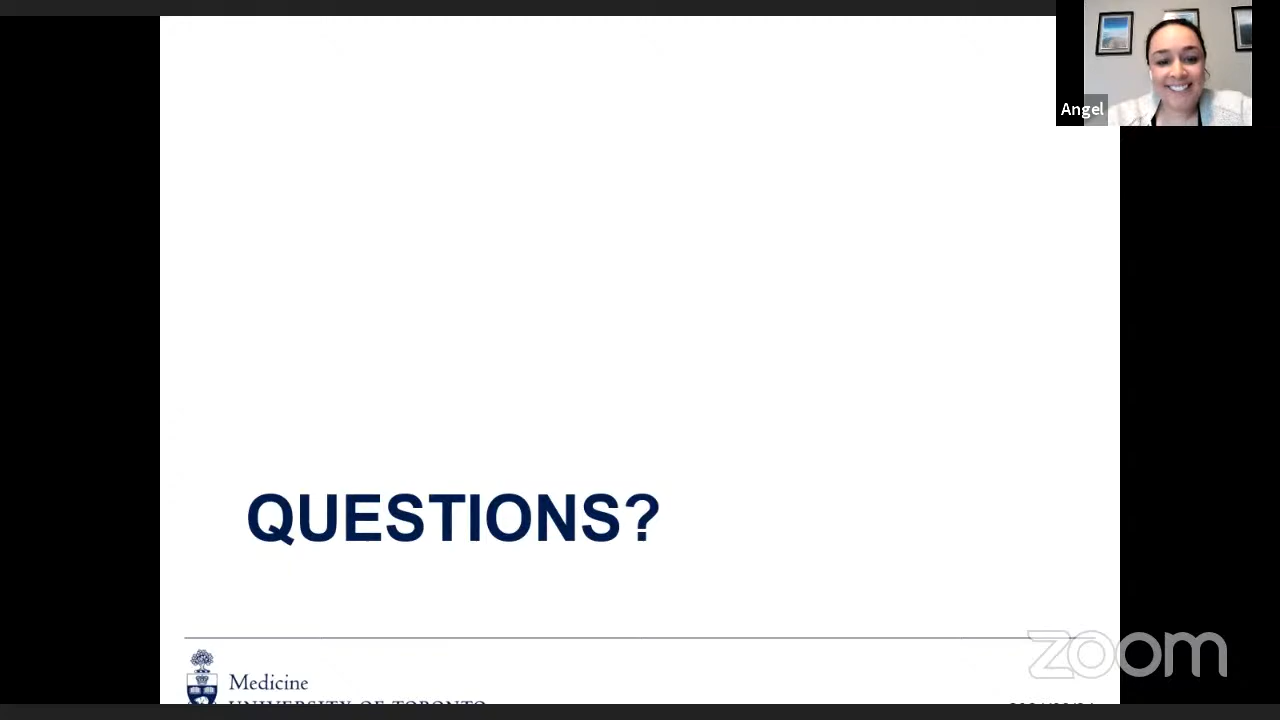 Angel
QUESTIONS?
Medicine
UNIVERSITY OF TORONTO
zoom